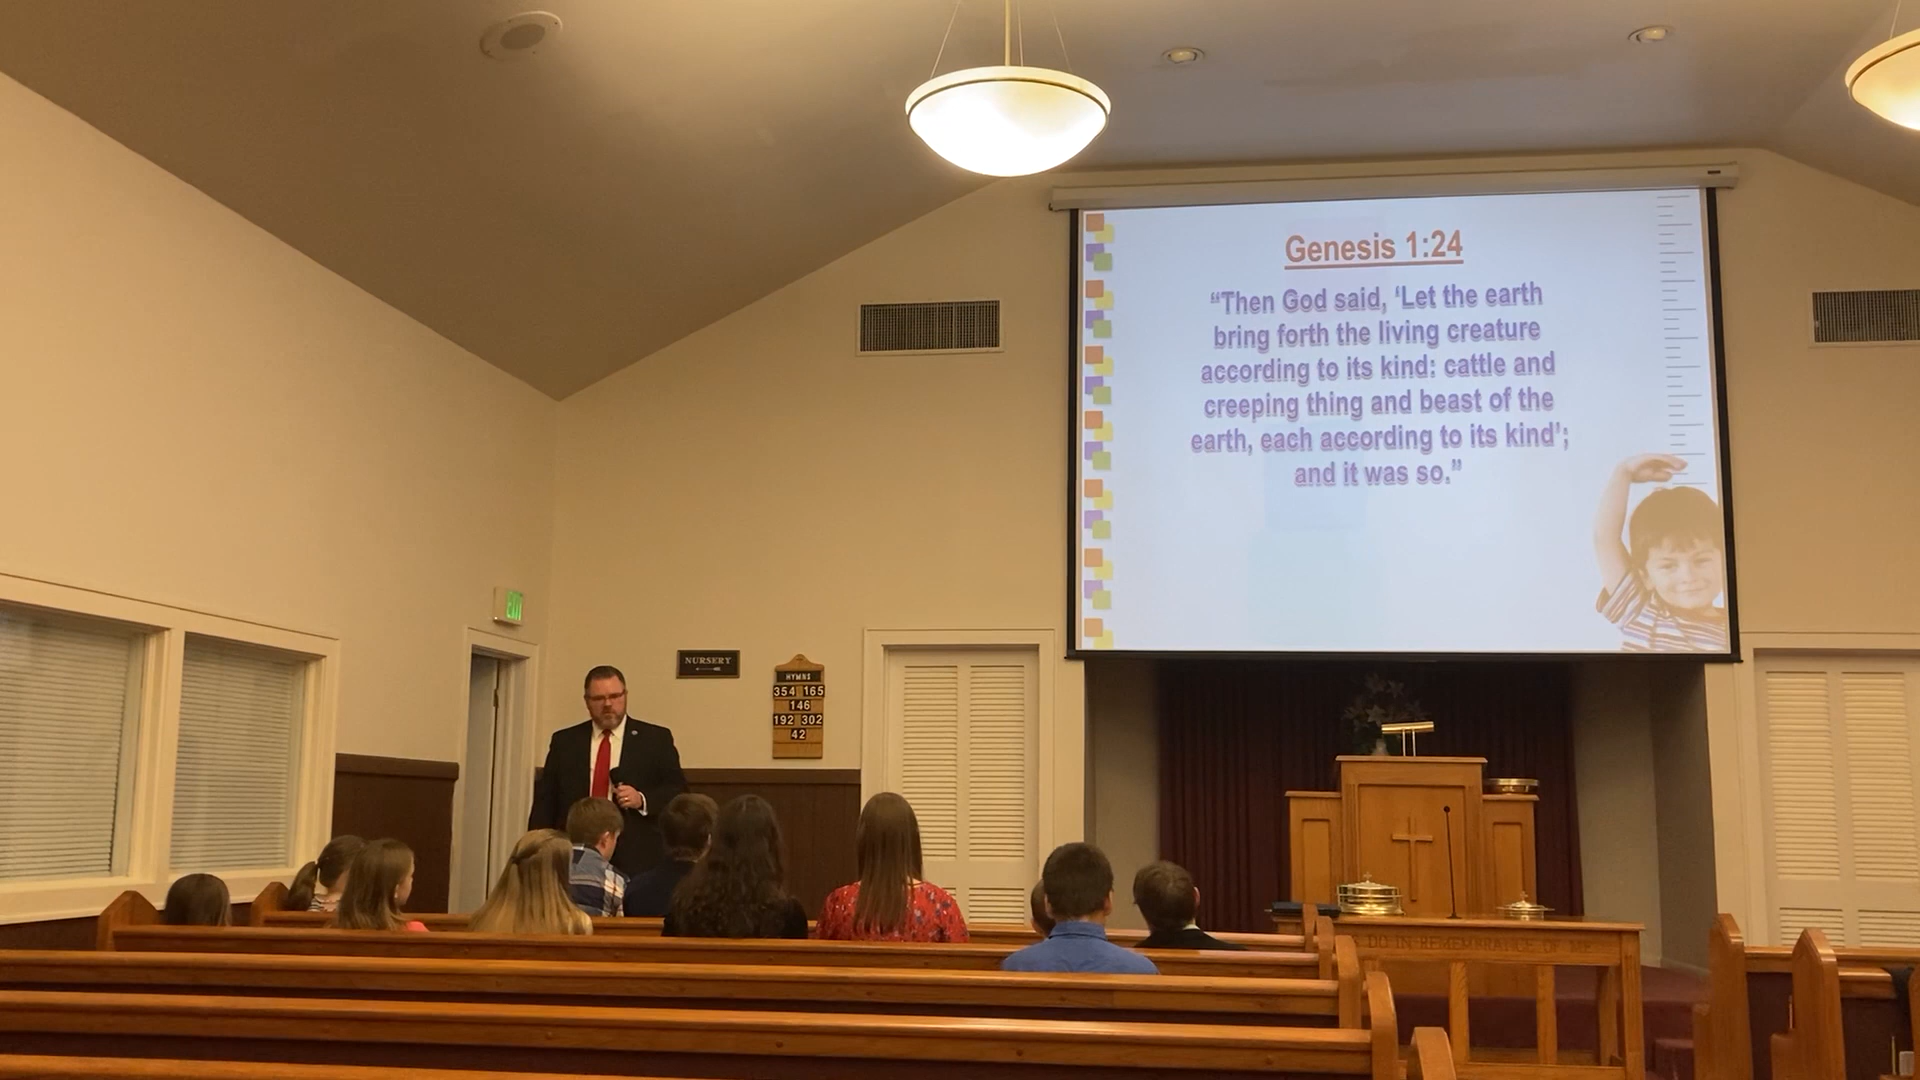 Genesis 1:24
“Then God said, ‘Let the earth
bring forth the living creature
according to its kind: cattle and
creeping thing and beast of the
earth, each according to its kind’;
and it was so.”
EXIT
NURSERY
HYMNS
354 165
146
192 302
42
DO IN REMEMBRANCE OF ME